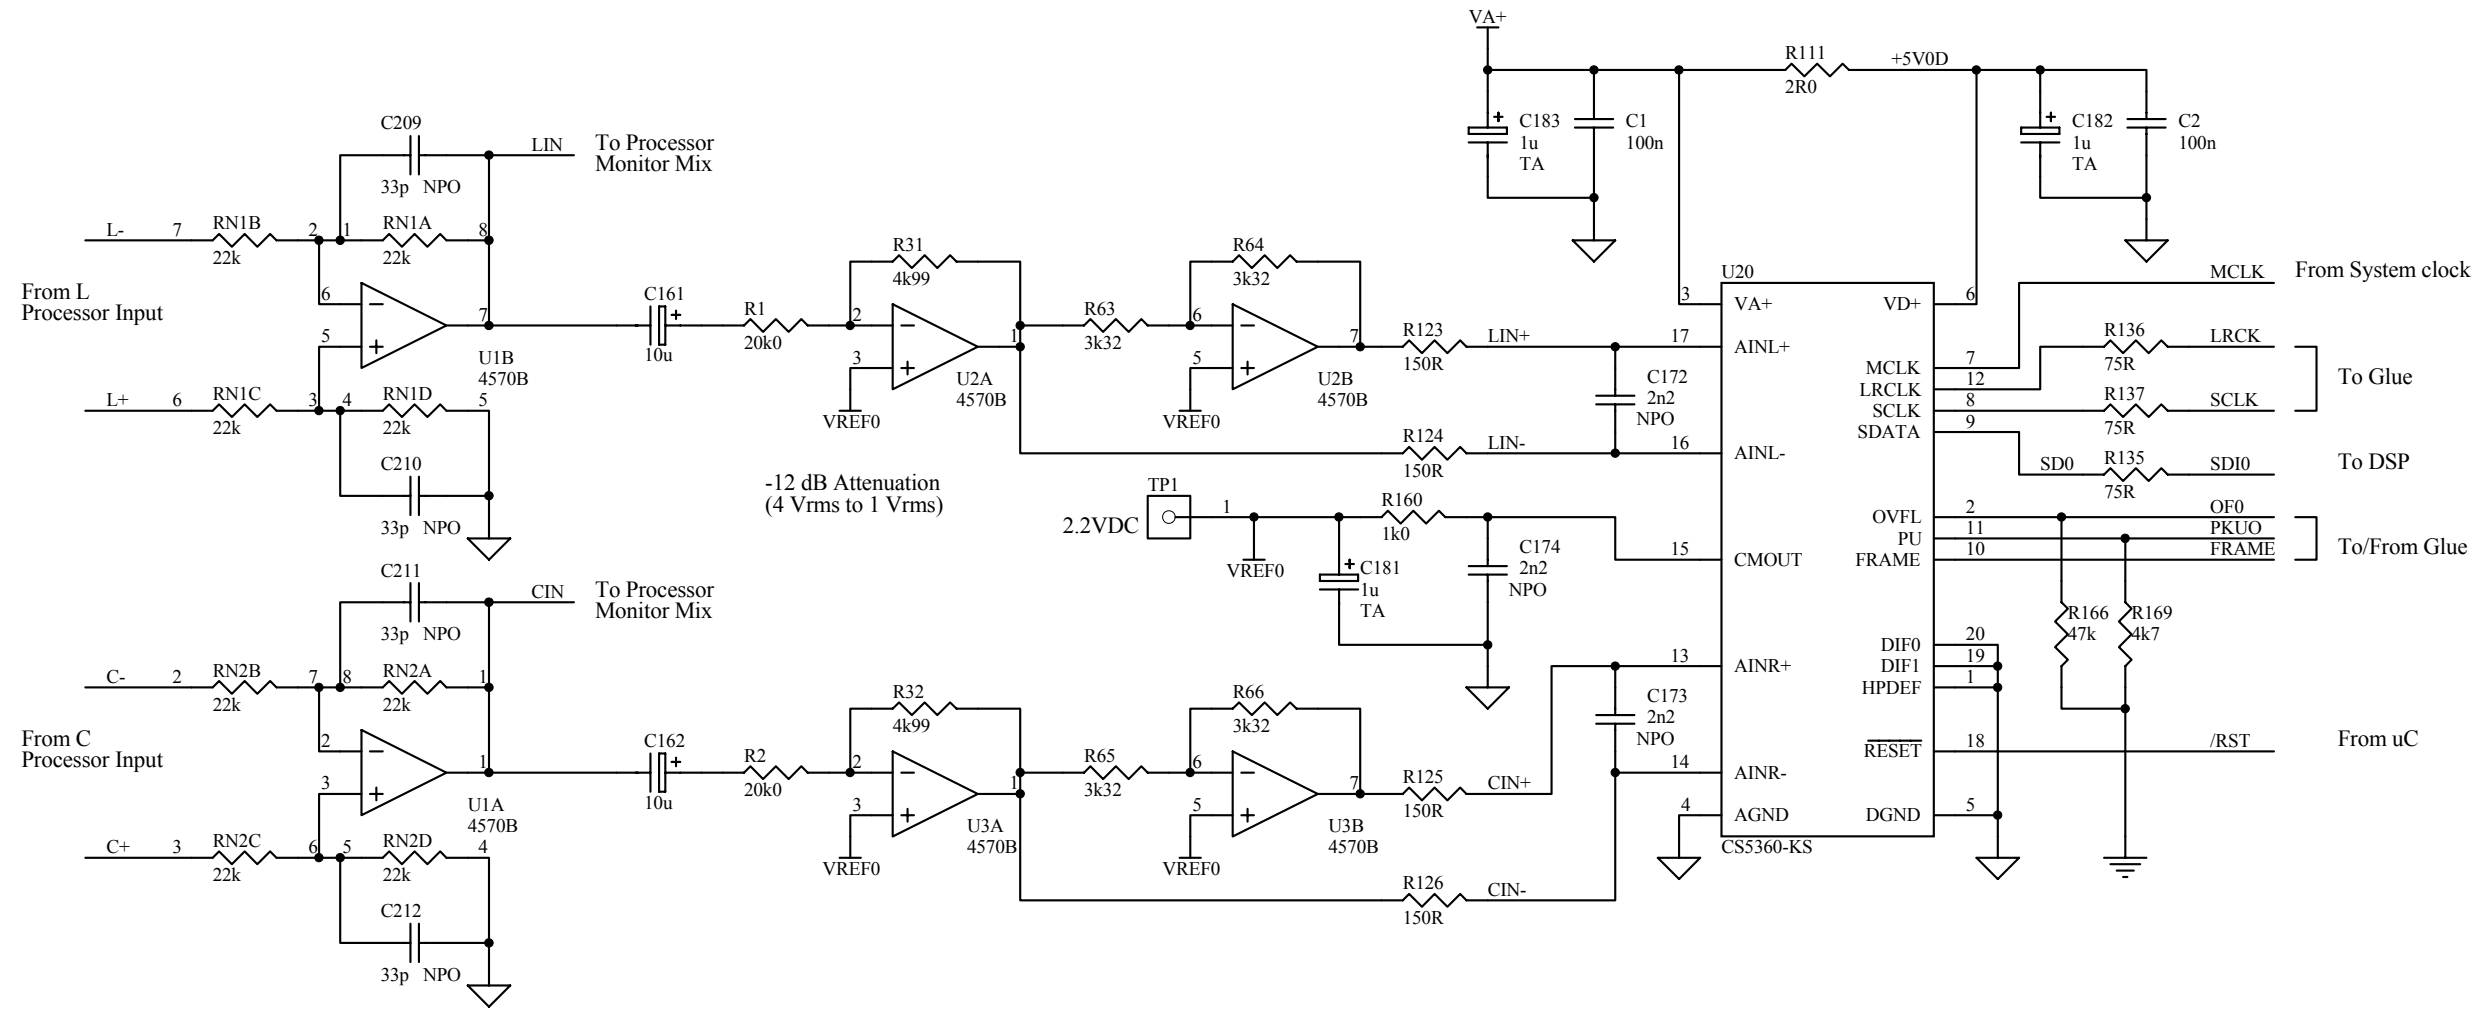 VA+
R111
2R0
+5V0D
C183
1u
TA
C1
100n
C182
1u
TA
C2
100n
C209
33p NPO
LIN
To Processor
Monitor Mix
L-
7
RN1B
22k
2
1
RN1A
22k
8
From L
Processor Input
6
5
7
U1B
4570B
L+
6
RN1C
22k
3
4
RN1D
22k
5
C210
33p NPO
C161
10u
R1
20k0
R31
4k99
2
3
1
U2A
4570B
VREF0
R63
3k32
R64
3k32
6
5
7
U2B
4570B
VREF0
R123
150R
LIN+
R124
150R
LIN-
C172
2n2
NPO
-12 dB Attenuation
(4 Vrms to 1 Vrms)
TP1
2.2VDC
1
VREF0
R160
1k0
C181
1u
TA
C174
2n2
NPO
C211
33p NPO
CIN
To Processor
Monitor Mix
C-
2
RN2B
22k
7
8
RN2A
22k
1
From C
Processor Input
2
3
1
U1A
4570B
C+
3
RN2C
22k
6
5
RN2D
22k
4
C212
33p NPO
C162
10u
R2
20k0
R32
4k99
2
3
1
U3A
4570B
VREF0
R65
3k32
R66
3k32
6
5
7
U3B
4570B
VREF0
R125
150R
CIN+
R126
150R
CIN-
C173
2n2
NPO
U20
3
VA+
VD+
6
17
AINL+
16
AINL-
15
CMOUT
13
AINR+
14
AINR-
4
AGND
MCLK
7
LRCLK
12
SCLK
8
SDATA
9
OVFL
2
PU
11
FRAME
10
DIF0
20
DIF1
19
HPDEF
1
RESET
18
DGND
5
CS5360-KS
MCLK
From System clock
R136
75R
LRCK
R137
75R
SCLK
To Glue
SD0
R135
75R
SDI0
To DSP
OF0
PKUO
FRAME
To/From Glue
R166
47k
R169
4k7
/RST
From uC